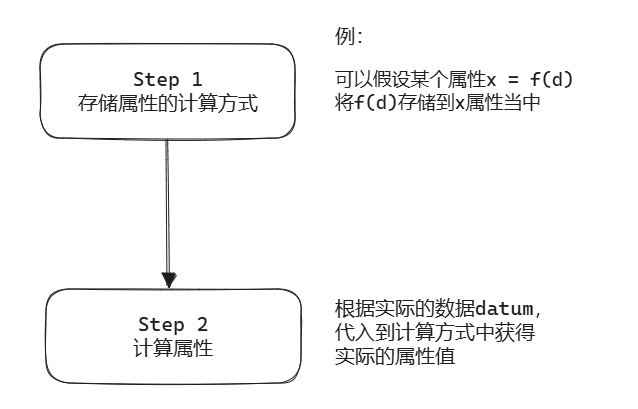 例：
Step 1
存储属性的计算方式
可以假设某个属性x = f(d)
将f(d)存储到x属性当中
Step 2
计算属性
根据实际的数据datum,
代入到计算方式中获得
实际的属性值